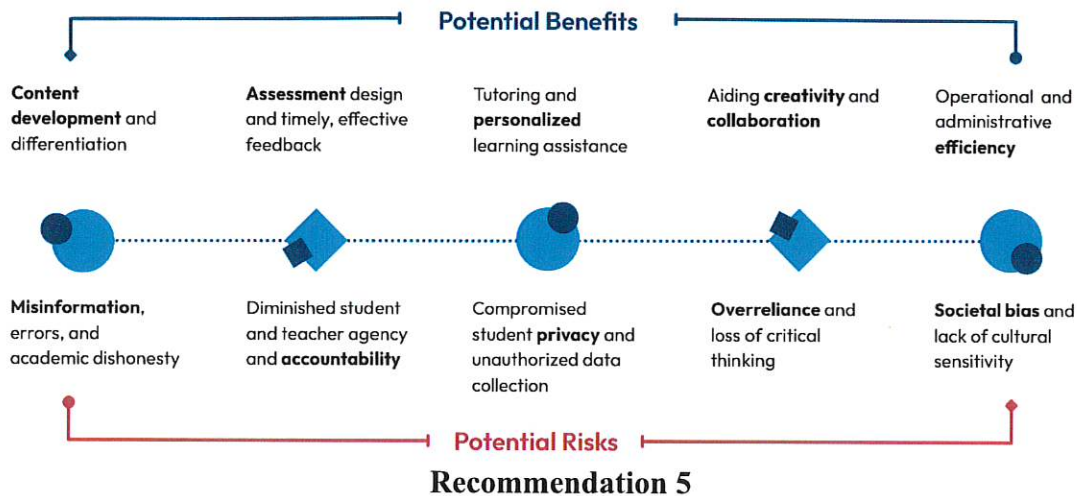 Potential Benefits
Content
development and
differentiation
Assessment design
and timely, effective
feedback
Tutoring and
personalized
learning assistance
Aiding creativity and
collaboration
Operational and
administrative
efficiency
Misinformation,
errors, and
academic dishonesty
Diminished student
and teacher agency
and accountability
Compromised
student privacy and
unauthorized data
collection
Overreliance and
loss of critical
thinking
Societal bias and
lack of cultural
sensitivity
Potential Risks
Recommendation 5